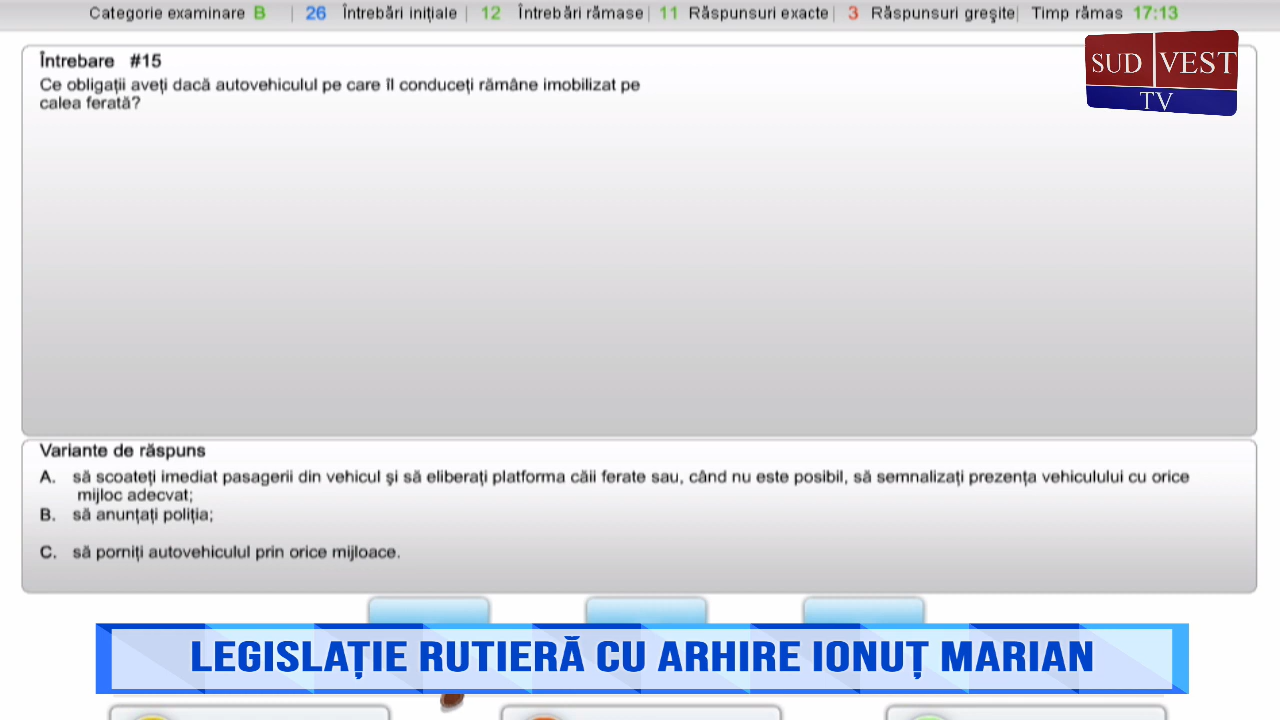 Categorie examinare B | 26 Întrebări inițiale | 12 Întrebări rămase | 11 Răspunsuri exacte | 3 Răspunsuri greșite | Timp rămas 17:13
SUD VEST
TV
Întrebare #15
Ce obligații aveți dacă autovehiculul pe care îl conduceți rămâne imobilizat pe
calea ferată?
Variante de răspuns
A. să scoateți imediat pasagerii din vehicul și să eliberați platforma căii ferate sau, când nu este posibil, să semnalizați prezența vehiculului cu orice
mijloc adecvat;
B. să anunțați poliția;
C. să porniți autovehiculul prin orice mijloace.
LEGISLAȚIE RUTIERĂ CU ARHIRE IONUȚ MARIAN